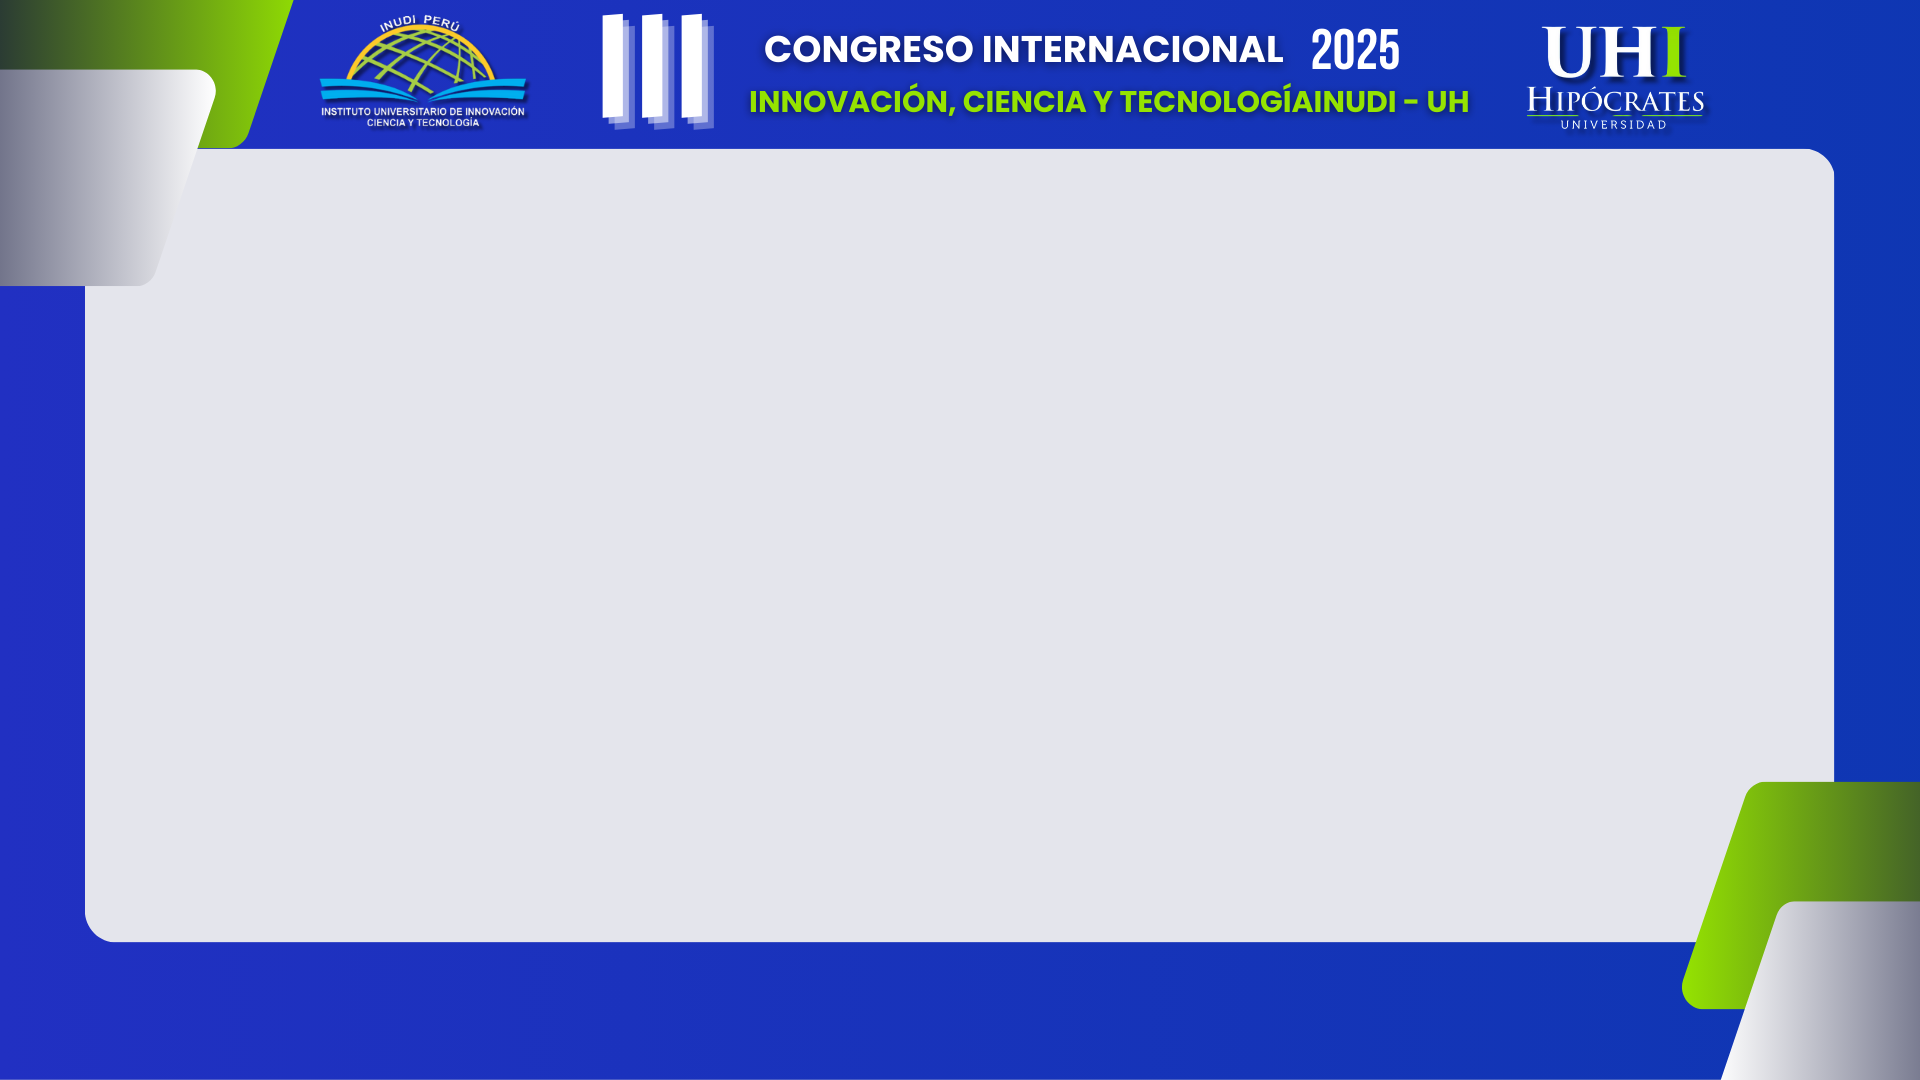 INUDI PERÚ
INSTITUTO UNIVERSITARIO DE INNOVACIÓN
CIENCIA Y TECNOLOGÍA
III
CONGRESO INTERNACIONAL 2025
INNOVACIÓN, CIENCIA Y TECNOLOGÍAINUDI - UH
UHI
HIPÓCRATES
UNIVERSIDAD